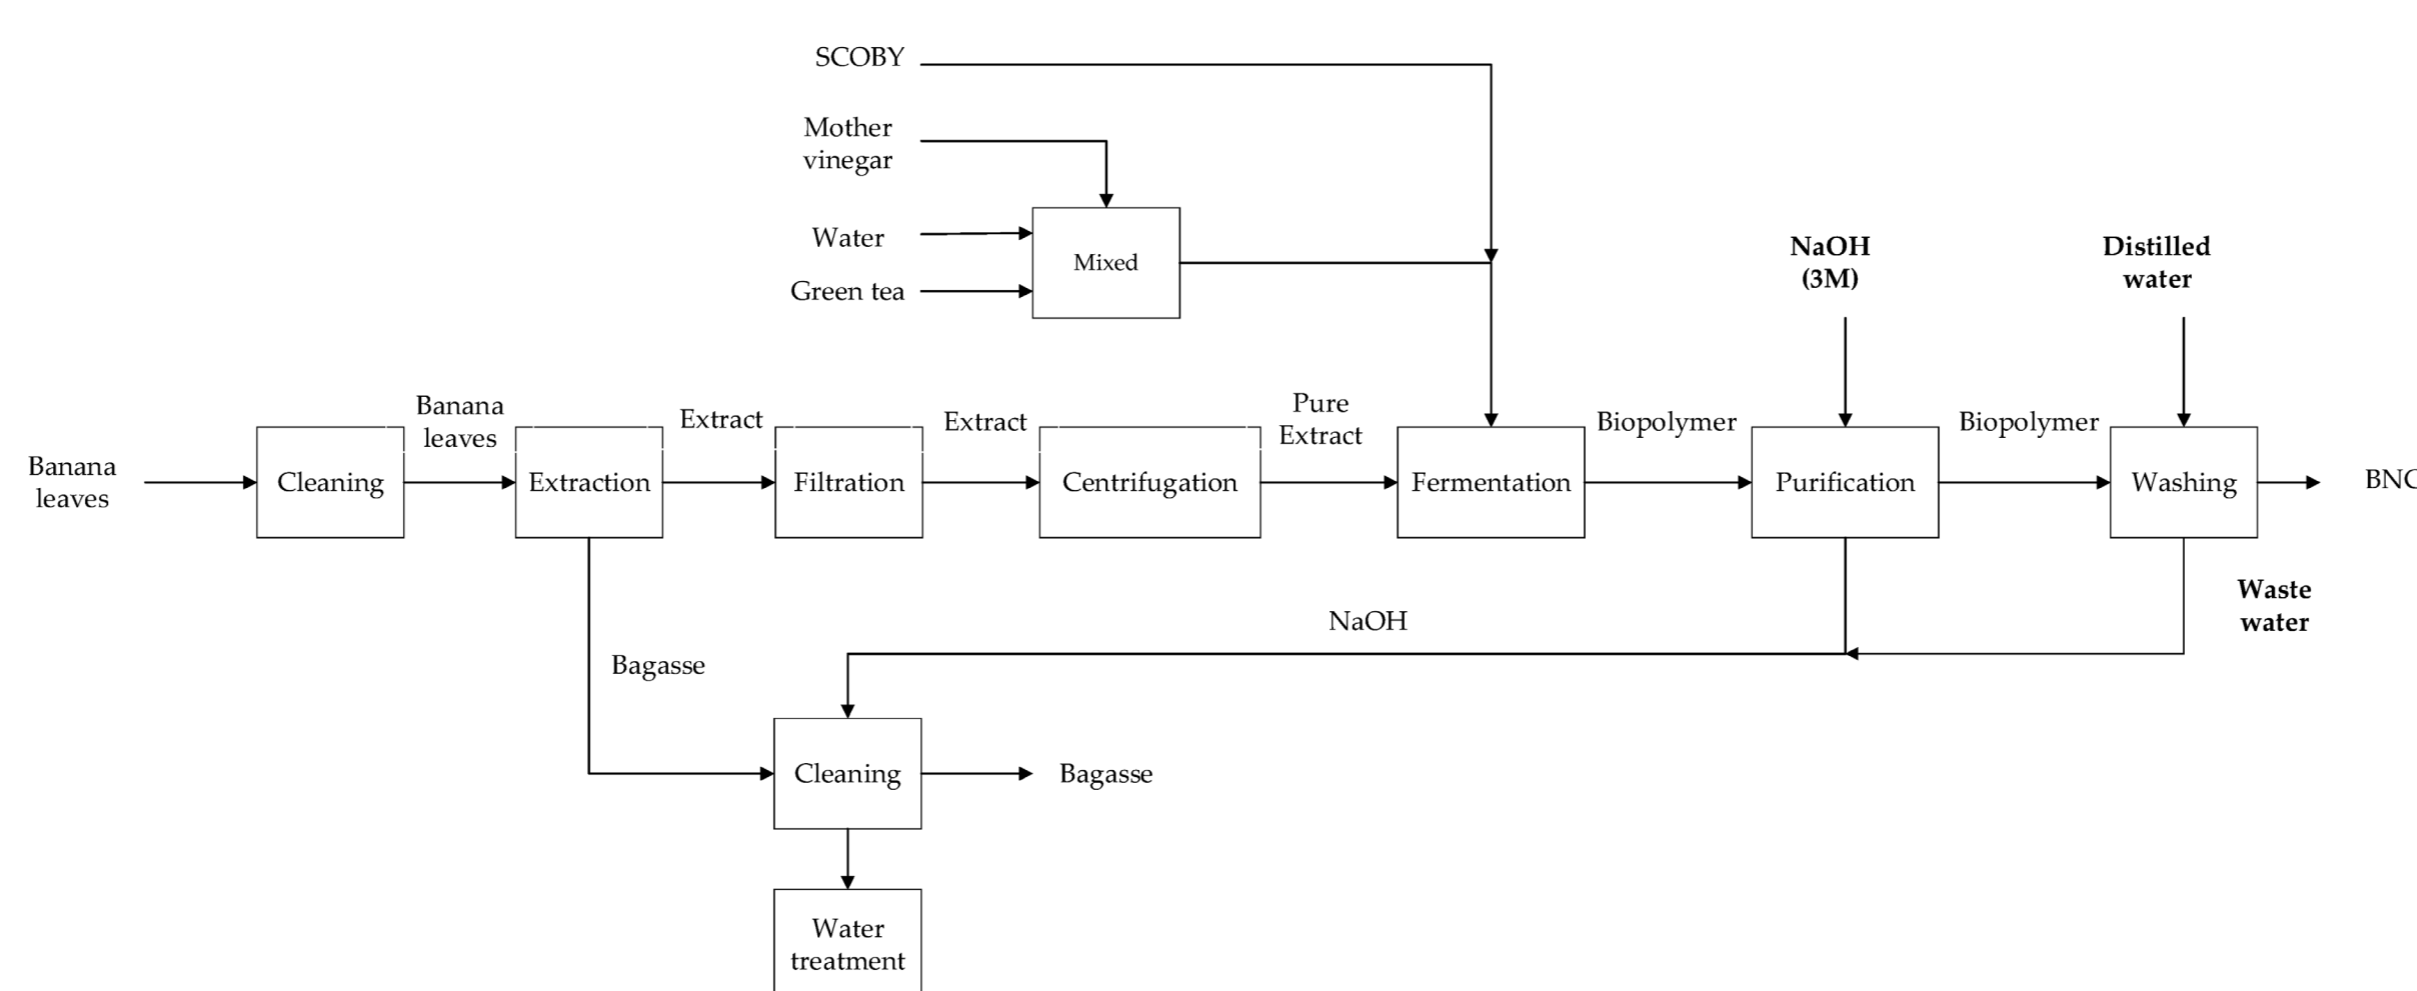 SCOBY
Mother
vinegar
Water
Green tea
Mixed
NaOH
(3M)
Distilled
water
Banana
leaves
Cleaning
Banana
leaves
Extraction
Extract
Filtration
Extract
Centrifugation
Pure
Extract
Fermentation
Biopolymer
Purification
Biopolymer
Washing
BNC
Waste
water
NaOH
Bagasse
Cleaning
Bagasse
Water
treatment